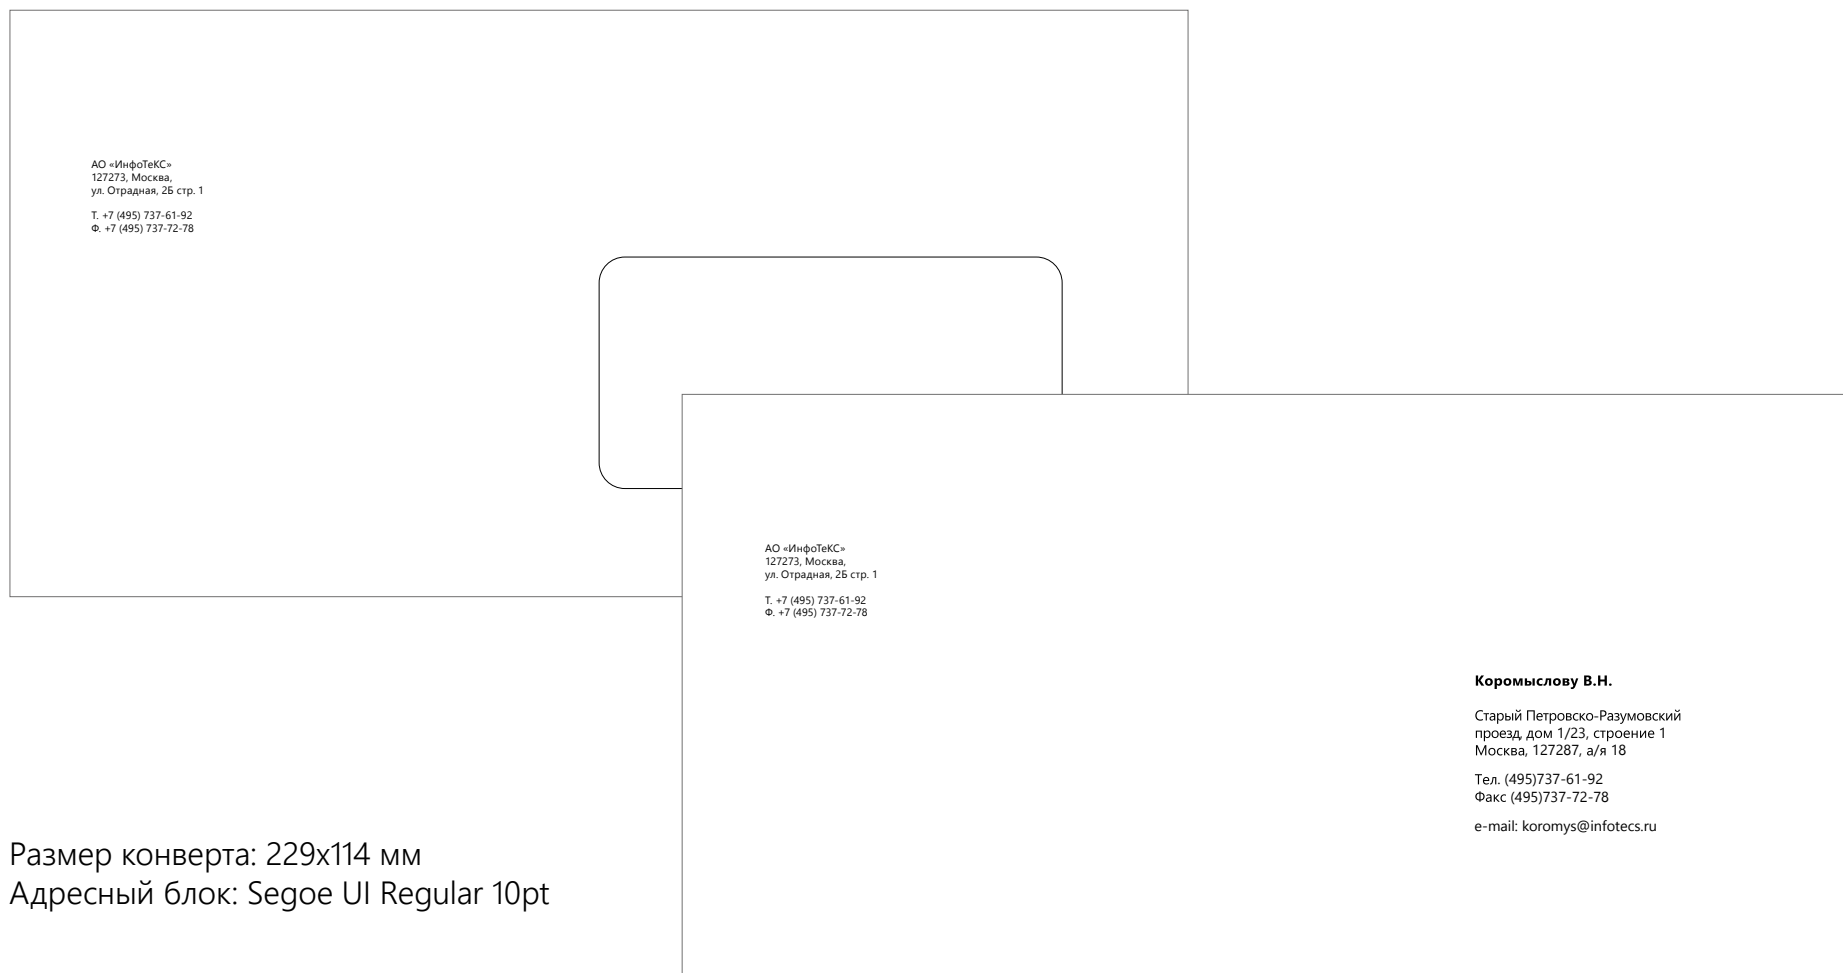 АО «ИнфоТеКС»
127273, Москва,
ул. Отрадная, 2Б стр. 1
Т. +7 (495) 737-61-92
Ф. +7 (495) 737-72-78
АО «ИнфоТеКС»
127273, Москва,
ул. Отрадная, 2Б стр. 1
Т. +7 (495) 737-61-92
Ф. +7 (495) 737-72-78
Коромыслову В.Н.
Старый Петровско-Разумовский
проезд, дом 1/23, строение 1
Москва, 127287, а/я 18
Тел. (495)737-61-92
Факс (495)737-72-78
e-mail: koromys@infotecs.ru
Размер конверта: 229x114 мм
Адресный блок: Segoe UI Regular 10pt